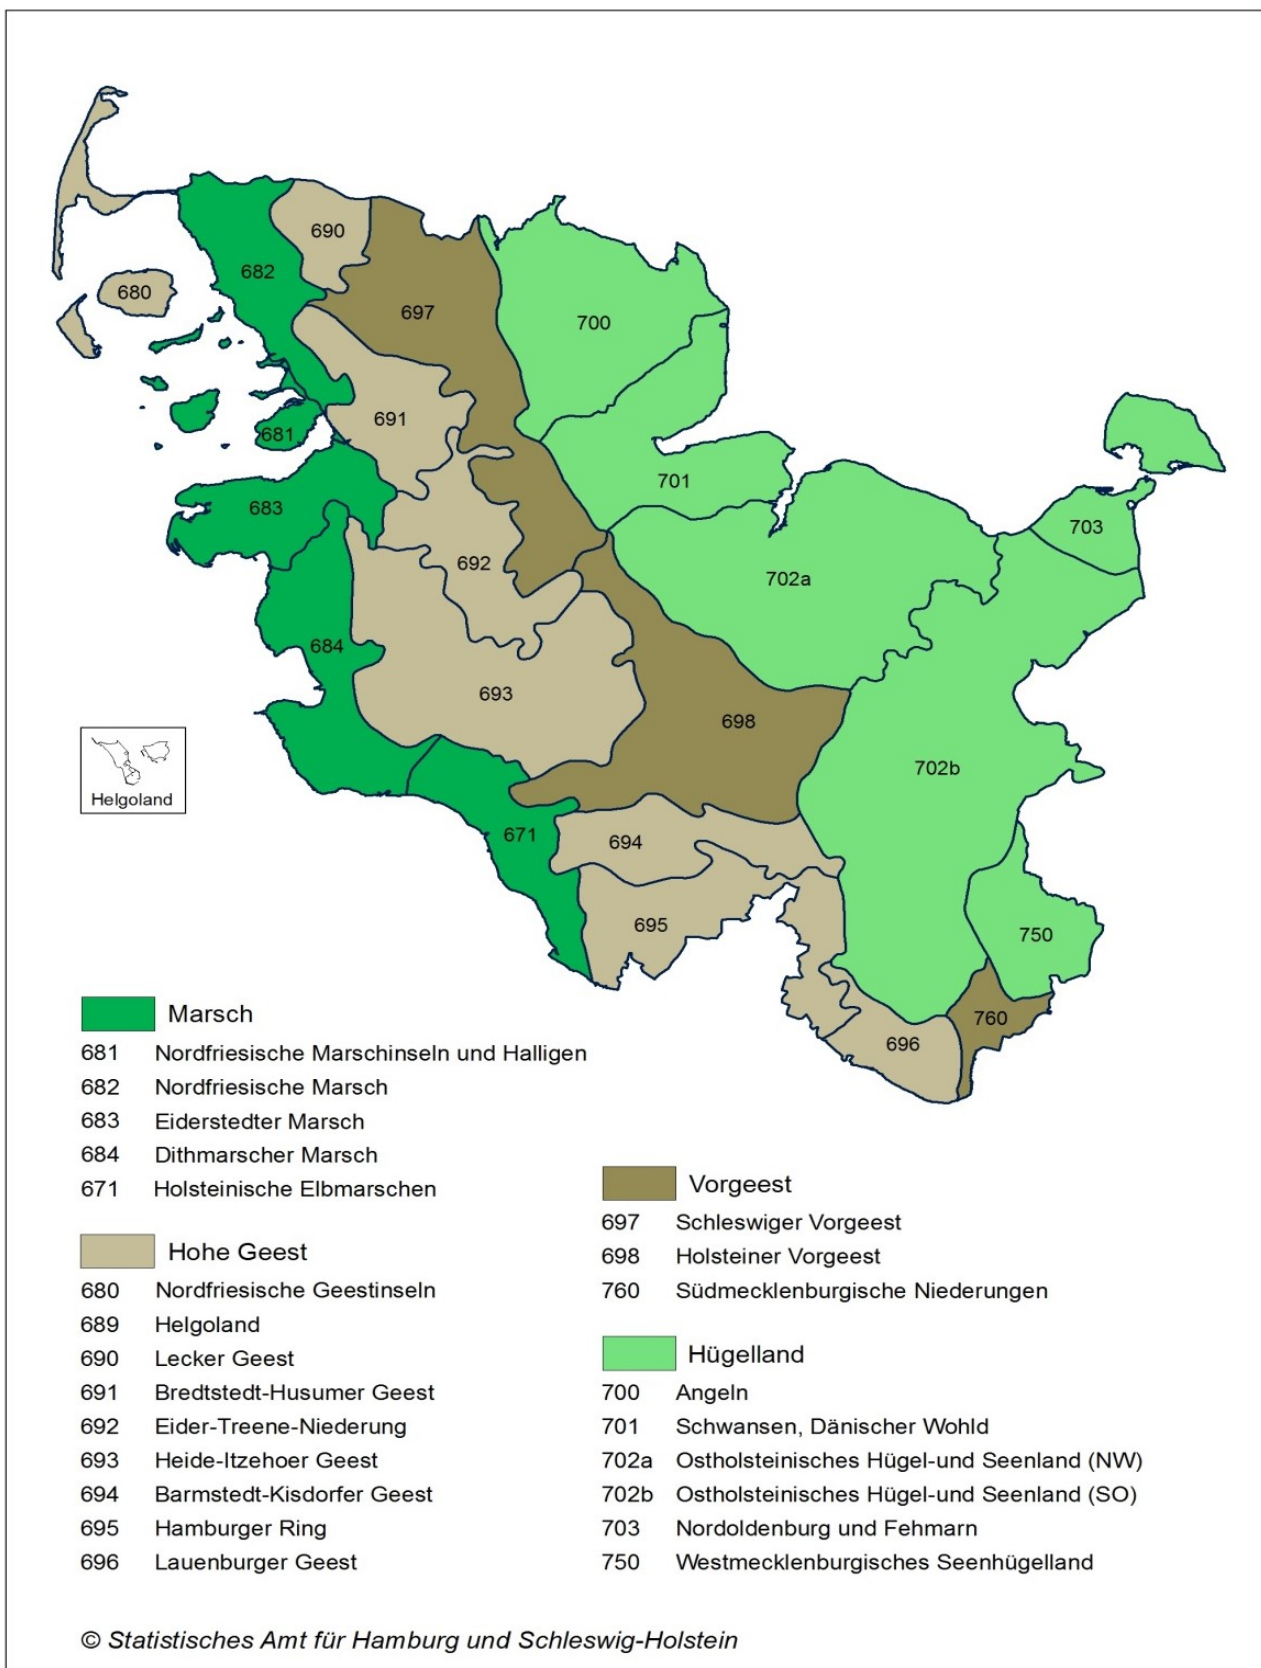 690
682
680
697
700
691
681
701
683
703
692
702a
684
693
698
702b
Helgoland
671
694
695
750
760
696
Marsch
681 Nordfriesische Marschinseln und Halligen
682 Nordfriesische Marsch
683 Eiderstedter Marsch
684 Dithmarscher Marsch
671 Holsteinische Elbmarschen
Hohe Geest
680 Nordfriesische Geestinseln
689 Helgoland
690 Lecker Geest
691 Bredtstedt-Husumer Geest
692 Eider-Treene-Niederung
693 Heide-Itzehoer Geest
694 Barmstedt-Kisdorfer Geest
695 Hamburger Ring
696 Lauenburger Geest
Vorgeest
697 Schleswiger Vorgeest
698 Holsteiner Vorgeest
760 Südmecklenburgische Niederungen
Hügelland
700 Angeln
701 Schwansen, Dänischer Wohld
702a Ostholsteinisches Hügel-und Seenland (NW)
702b Ostholsteinisches Hügel-und Seenland (SO)
703 Nordoldenburg und Fehmarn
750 Westmecklenburgisches Seenhügelland
© Statistisches Amt für Hamburg und Schleswig-Holstein